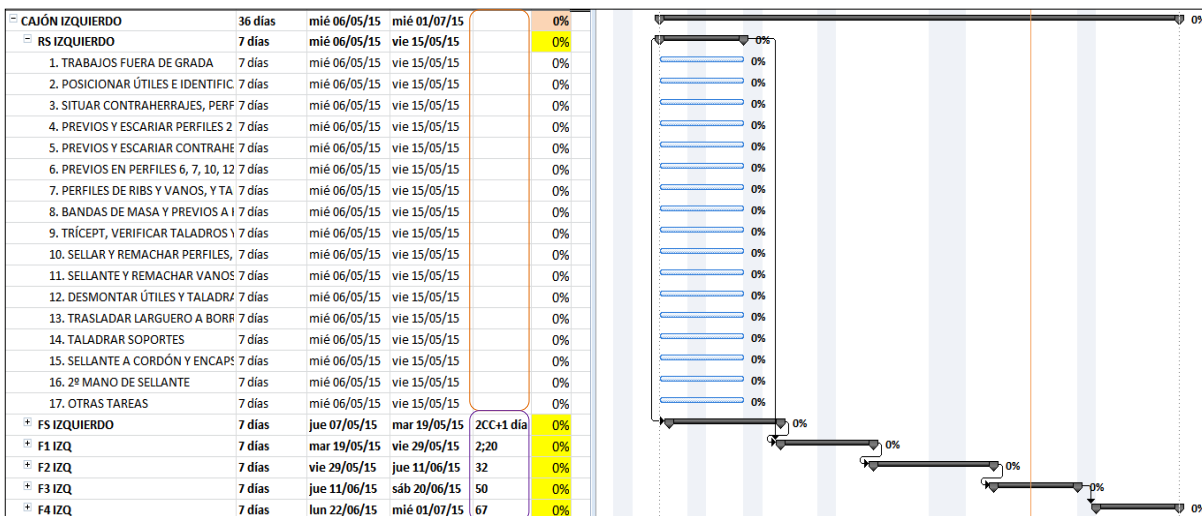 CAJÓN IZQUIERDO 36 días mié 06/05/15 mié 01/07/15 0% 0%
RS IZQUIERDO 7 días mié 06/05/15 vie 15/05/15 0% 0%
1. TRABAJOS FUERA DE GRADA 7 días mié 06/05/15 vie 15/05/15 0% 0%
2. POSICIONAR ÚTILES E IDENTIFIC 7 días mié 06/05/15 vie 15/05/15 0% 0%
3. SITUAR CONTRAHERRAJES, PERF 7 días mié 06/05/15 vie 15/05/15 0% 0%
4. PREVIOS Y ESCARIAR PERFILES 2 7 días mié 06/05/15 vie 15/05/15 0% 0%
5. PREVIOS Y ESCARIAR CONTRAHE 7 días mié 06/05/15 vie 15/05/15 0% 0%
6. PREVIOS EN PERFILES 6, 7, 10, 12 7 días mié 06/05/15 vie 15/05/15 0% 0%
7. PERFILES DE RIBS Y VANOS, Y TA 7 días mié 06/05/15 vie 15/05/15 0% 0%
8. BANDAS DE MASA Y PREVIOS A 7 días mié 06/05/15 vie 15/05/15 0% 0%
9. TRÍCEPT, VERIFICAR TALADROS Y 7 días mié 06/05/15 vie 15/05/15 0% 0%
10. SELLAR Y REMACHAR PERFILES, 7 días mié 06/05/15 vie 15/05/15 0% 0%
11. SELLANTE Y REMACHAR VANOS 7 días mié 06/05/15 vie 15/05/15 0% 0%
12. DESMONTAR ÚTILES Y TALADRA 7 días mié 06/05/15 vie 15/05/15 0% 0%
13. TRASLADAR LARGUERO A BORR 7 días mié 06/05/15 vie 15/05/15 0% 0%
14. TALADRAR SOPORTES 7 días mié 06/05/15 vie 15/05/15 0% 0%
15. SELLANTE A CORDÓN Y ENCAPS 7 días mié 06/05/15 vie 15/05/15 0% 0%
16. 2º MANO DE SELLANTE 7 días mié 06/05/15 vie 15/05/15 0% 0%
17. OTRAS TAREAS 7 días mié 06/05/15 vie 15/05/15 0% 0%
FS IZQUIERDO 7 días jue 07/05/15 mar 19/05/15 2CC+1 día 0% 0%
F1 IZQ 7 días mar 19/05/15 vie 29/05/15 2;20 0% 0%
F2 IZQ 7 días vie 29/05/15 jue 11/06/15 32 0% 0%
F3 IZQ 7 días jue 11/06/15 sáb 20/06/15 50 0% 0%
F4 IZQ 7 días lun 22/06/15 mié 01/07/15 67 0% 0%